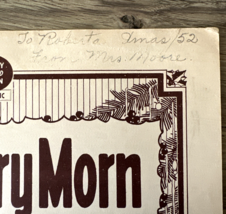 To Roberta Xmas/52
From Mrs. Moore.
ry Morn